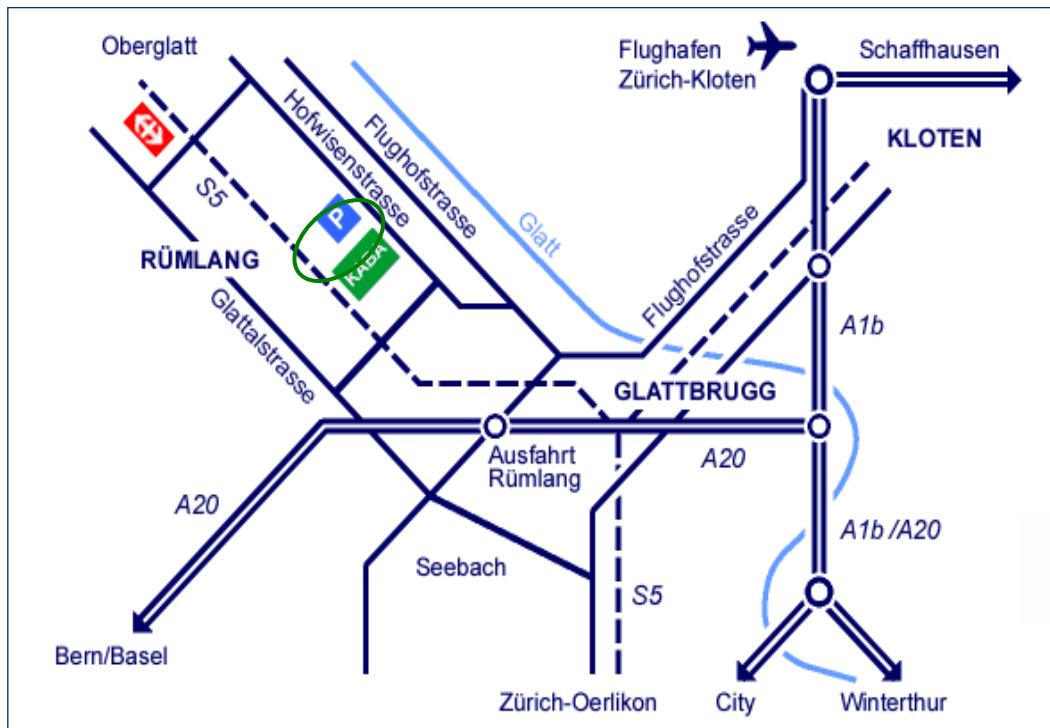 Oberglatt
Flughafen
Zürich-Kloten
Schaffhausen
KLOTEN
Hofwisenstrasse
Flughofstrasse
S5
P
KABA
Glatt
RÜMLANG
Flughofstrasse
Glattalstrasse
A1b
GLATTBRUGG
Ausfahrt
Rümlang
A20
A20
A1b/A20
Seebach
S5
Bern/Basel
Zürich-Oerlikon
City
Winterthur